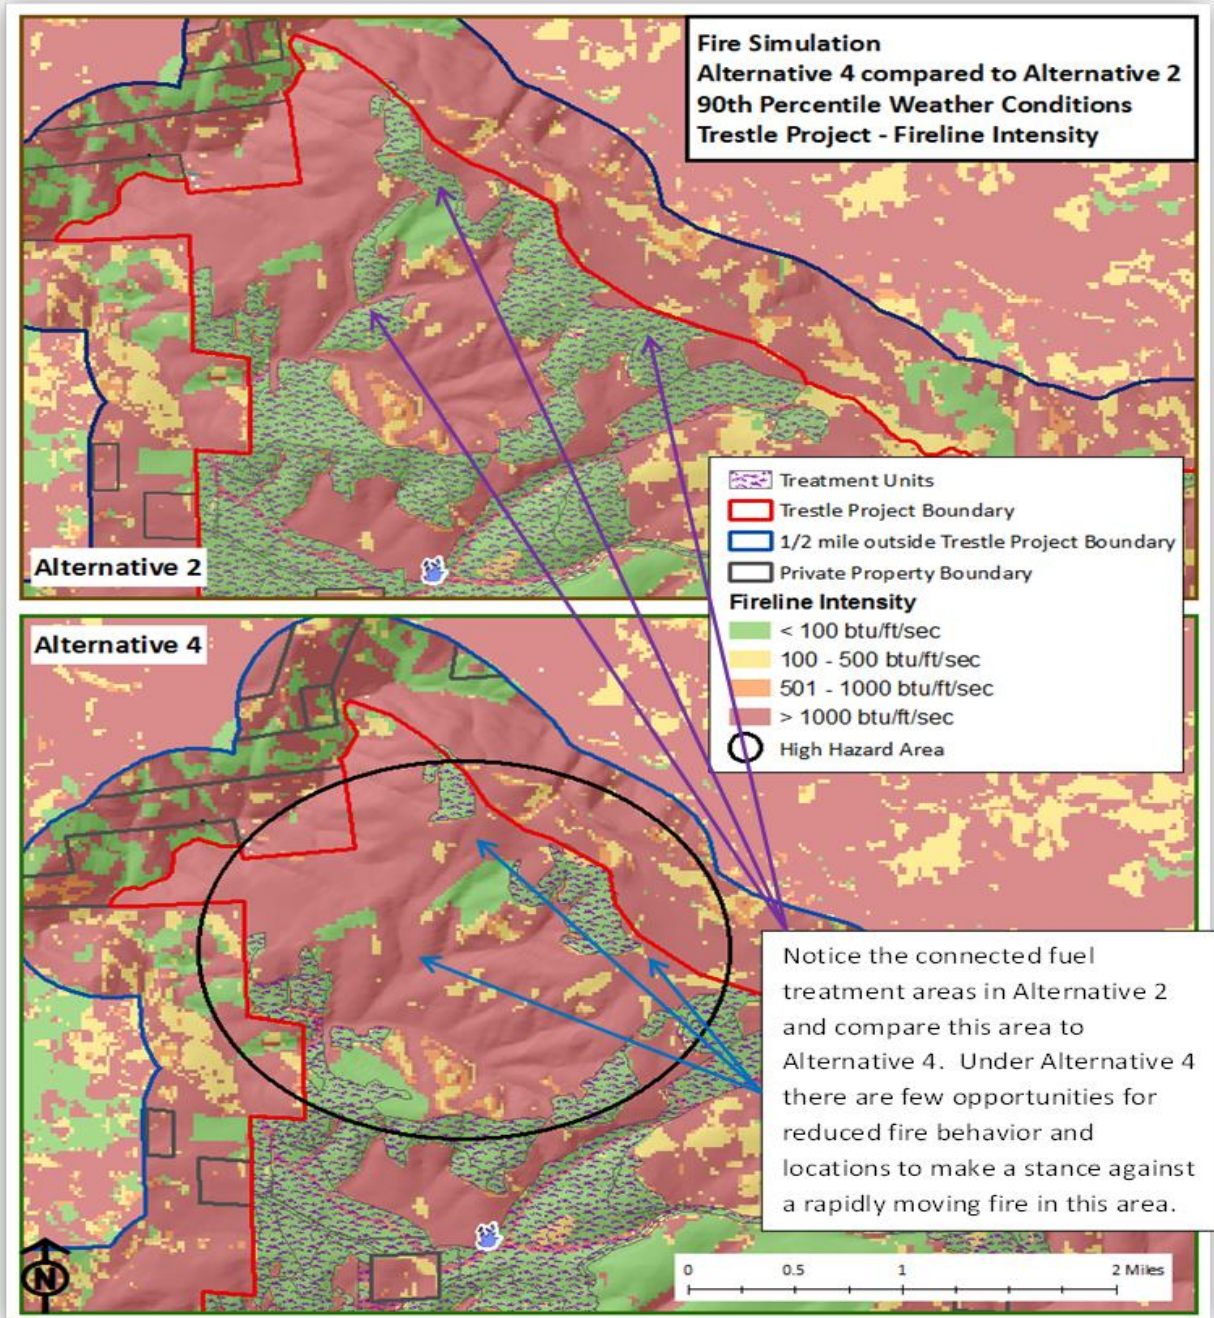 Fire Simulation
Alternative 4 compared to Alternative 2
90th Percentile Weather Conditions
Trestle Project - Fireline Intensity
Treatment Units
Trestle Project Boundary
1/2 mile outside Trestle Project Boundary
Private Property Boundary
Fireline Intensity
< 100 btu/ft/sec
100 - 500 btu/ft/sec
501 - 1000 btu/ft/sec
> 1000 btu/ft/sec
High Hazard Area
Alternative 2
Alternative 4
Notice the connected fuel
treatment areas in Alternative 2
and compare this area to
Alternative 4. Under Alternative 4
there are few opportunities for
reduced fire behavior and
locations to make a stance against
a rapidly moving fire in this area.
N
0 0.5 1 2 Miles